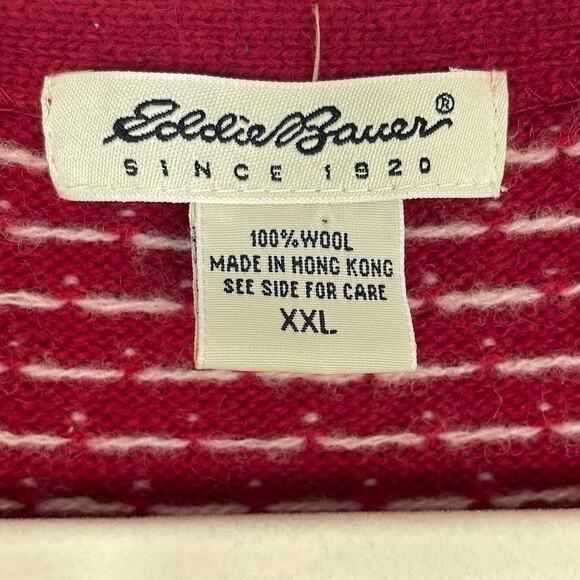 Eddie Bauer®
SINCE 1920
100% WOOL
MADE IN HONG KONG
SEE SIDE FOR CARE
XXL